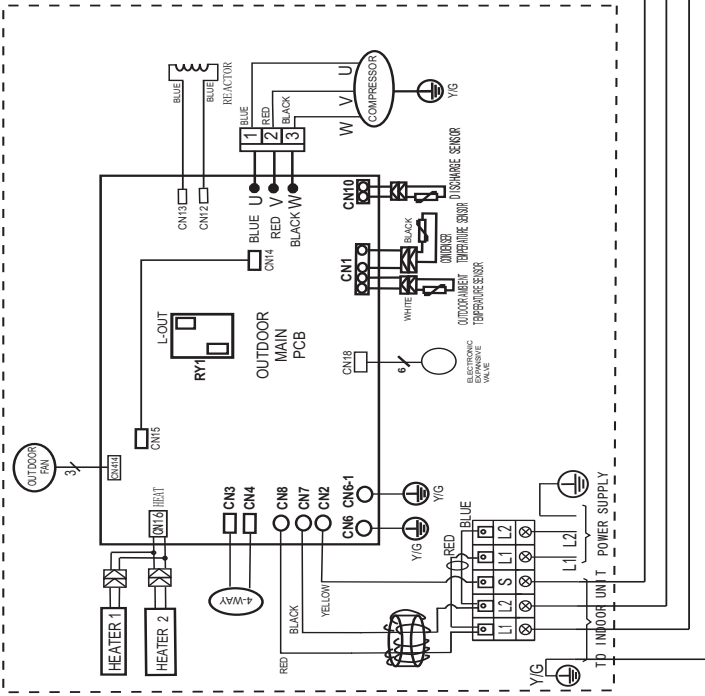 BLUE
BLUE
REACTOR
CN13
CN12
BLUE
RED
BLACK
1
2
3
U
V
W
COMPRESSOR
Y/G
BLUE U
RED V
BLACK W
CN14
CN10
DISCHARGE SENSOR
CN1
BLACK
CONDENSER
TEMPERATURE SENSOR
WHITE
OUTDOOR AMBIENT
TEMPERATURE SENSOR
L-OUT
RY1
OUTDOOR
MAIN
PCB
CN18
6
ELECTRONIC
EXPANSIVE
VALVE
CN15
OUTDOOR
FAN
3
CN414
CN16
HEAT
HEATER 1
HEATER 2
CN3
CN4
4-WAY
CN8
CN7
CN2
CN6
CN6-1
Y/G
Y/G
RED
BLACK
YELLOW
RED
BLUE
L1
L2
S
L1
L2
L1
L2
POWER SUPPLY
TO INDOOR UNIT
Y/G